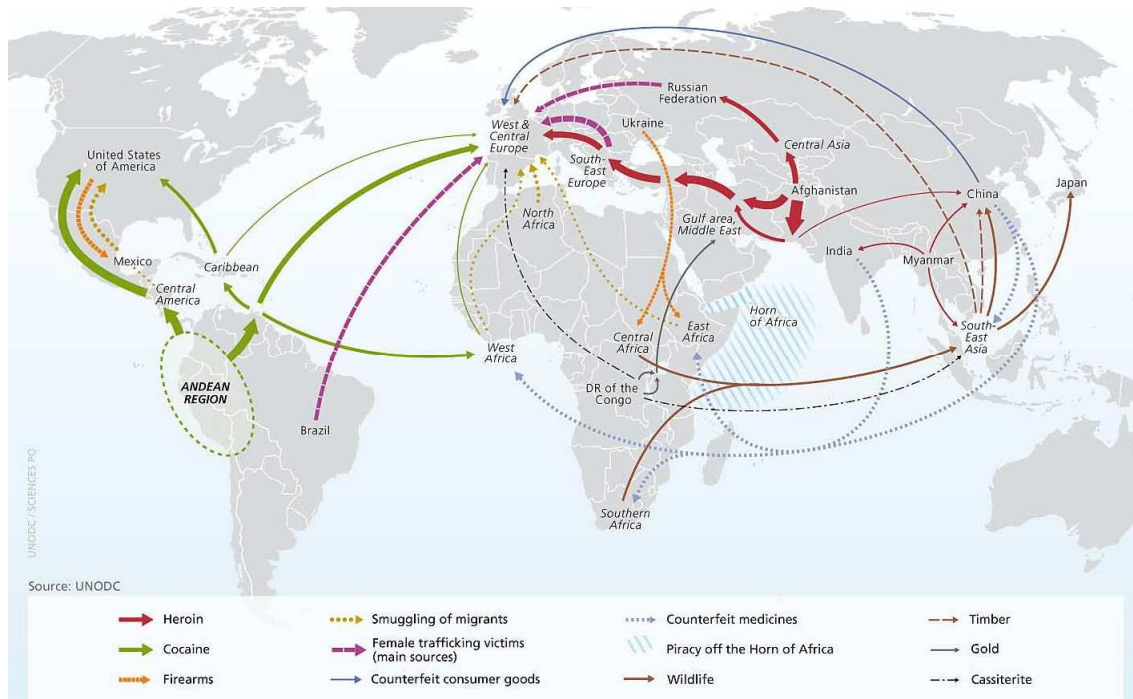 Russian
Federation
Ukraine
West &
Central
Europe
United States
of America
Central Asia
South-
East
Europe
Afghanistan
China
Japan
North
Africa
Gulf area,
Middle East
India
Myanmar
Mexico
Caribbean
Central
America
Horn
of Africa
East
Africa
Central
Africa
West
Africa
South-
East
Asia
ANDEAN
REGION
DR of the
Congo
Brazil
Southern
Africa
UNODC / SCIENCES PO
Source: UNODC
Heroin
Smuggling of migrants
Counterfeit medicines
Timber
Cocaine
Female trafficking victims
(main sources)
Piracy off the Horn of Africa
Gold
Firearms
Counterfeit consumer goods
Wildlife
Cassiterite